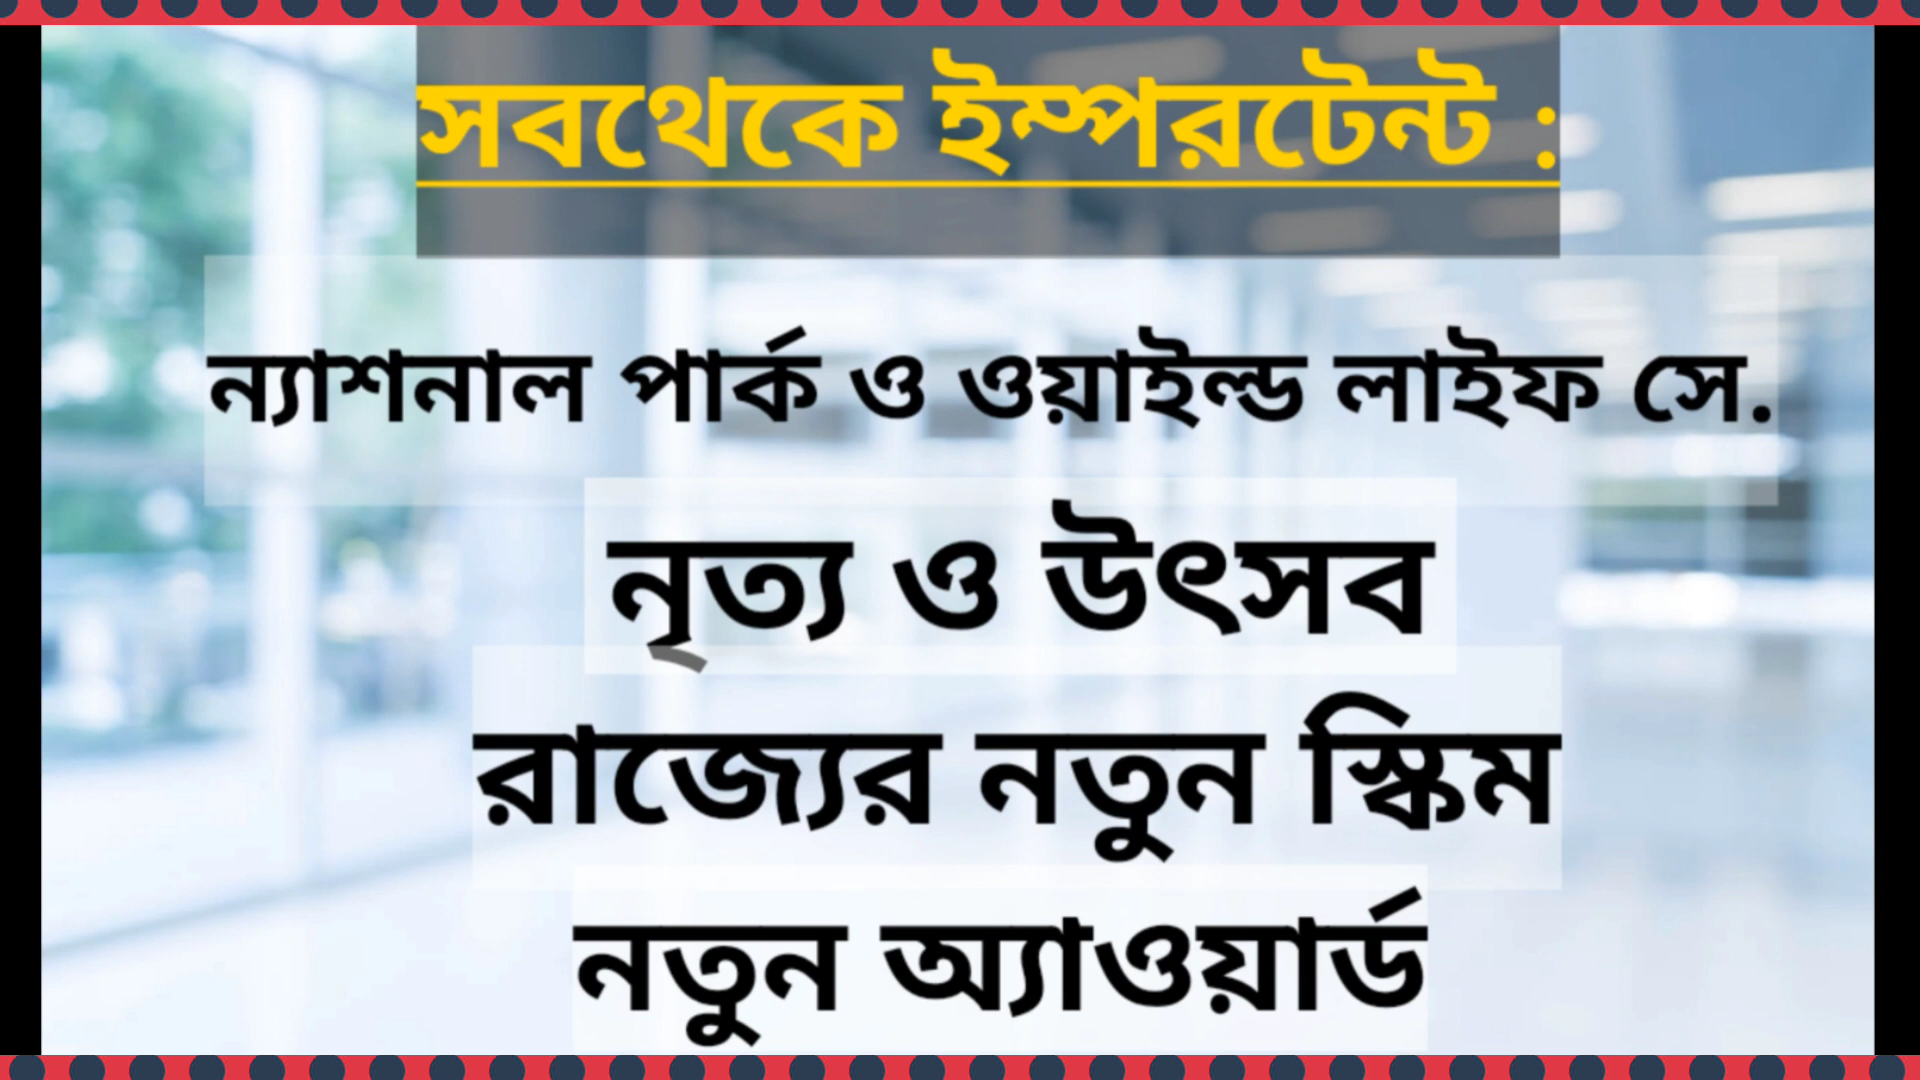 সবথেকে ইম্পরটেন্ট :
ন্যাশনাল পার্ক ও ওয়াইল্ড লাইফ সে.
নৃত্য ও উৎসব
রাজ্যের নতুন স্কিম
নতুন অ্যাওয়ার্ড